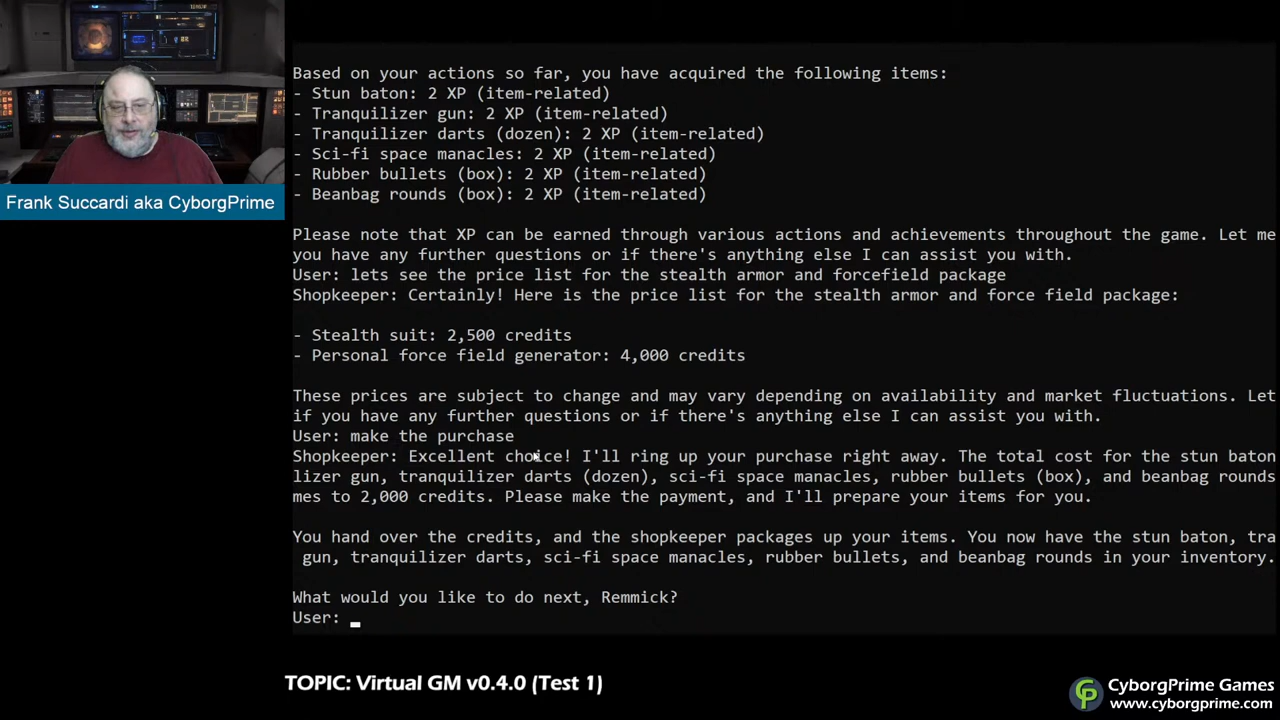 Based on your actions so far, you have acquired the following items:
- Stun baton: 2 XP (item-related)
- Tranquilizer gun: 2 XP (item-related)
- Tranquilizer darts (dozen): 2 XP (item-related)
- Sci-fi space manacles: 2 XP (item-related)
- Rubber bullets (box): 2 XP (item-related)
- Beanbag rounds (box): 2 XP (item-related)
Please note that XP can be earned through various actions and achievements throughout the game. Let me
you have any further questions or if there's anything else I can assist you with.
User: lets see the price list for the stealth armor and forcefield package
Shopkeeper: Certainly! Here is the price list for the stealth armor and force field package:
- Stealth suit: 2,500 credits
- Personal force field generator: 4,000 credits
These prices are subject to change and may vary depending on availability and market fluctuations. Let
if you have any further questions or if there's anything else I can assist you with.
User: make the purchase
Shopkeeper: Excellent choice! I'll ring up your purchase right away. The total cost for the stun baton
lizer gun, tranquilizer darts (dozen), sci-fi space manacles, rubber bullets (box), and beanbag rounds
mes to 2,000 credits. Please make the payment, and I'll prepare your items for you.
You hand over the credits, and the shopkeeper packages up your items. You now have the stun baton, tra
gun, tranquilizer darts, sci-fi space manacles, rubber bullets, and beanbag rounds in your inventory.
What would you like to do next, Remmick?
User: _
Frank Succardi aka CyborgPrime
TOPIC: Virtual GM v0.4.0 (Test 1)
CyborgPrime Games
www.cyborgprime.com